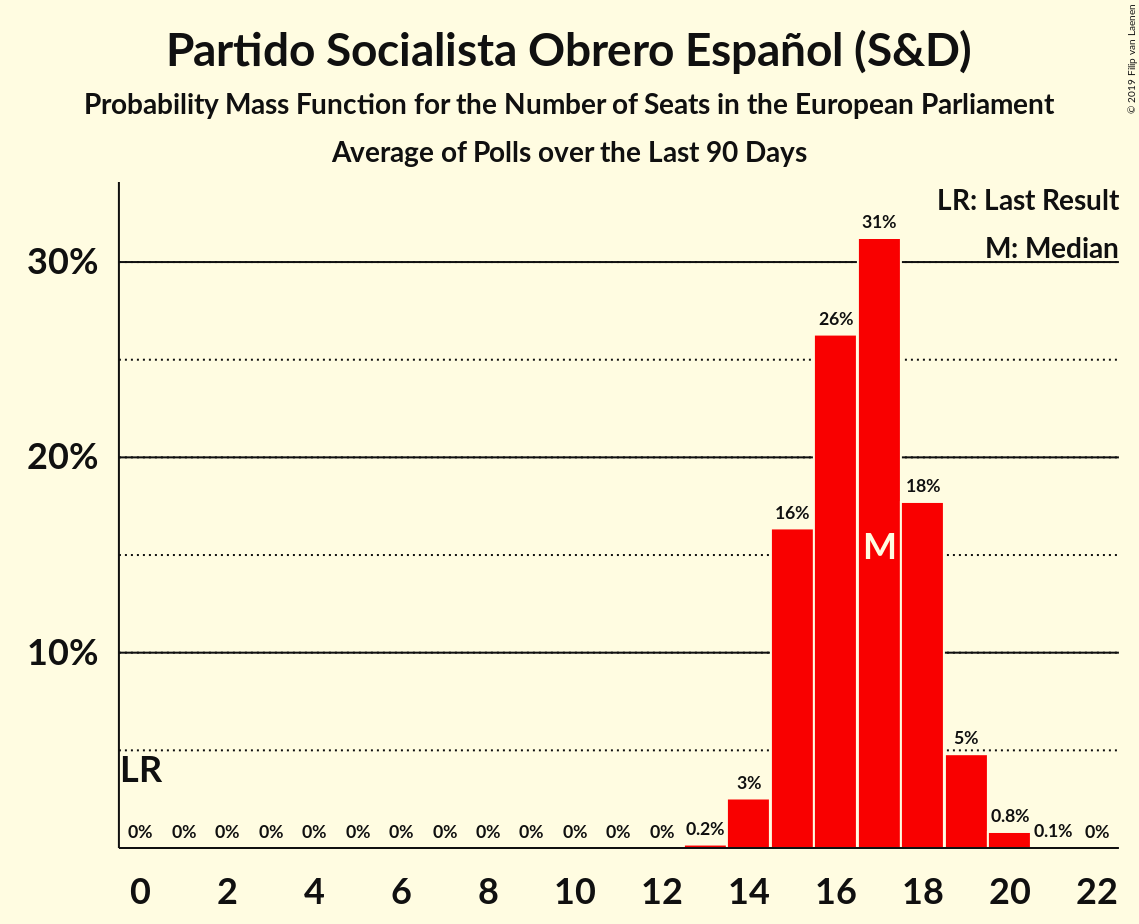 Partido Socialista Obrero Español (S&D)
Probability Mass Function for the Number of Seats in the European Parliament
Average of Polls over the Last 90 Days
© 2019 Filip van Laenen
LR: Last Result
M: Median
30%
20%
10%
31%
26%
18%
16%
M
5%
3%
LR
0% 0% 0% 0% 0% 0% 0% 0% 0% 0% 0% 0% 0% 0.2% 0.8% 0.1% 0%
0 2 4 6 8 10 12 14 16 18 20 22